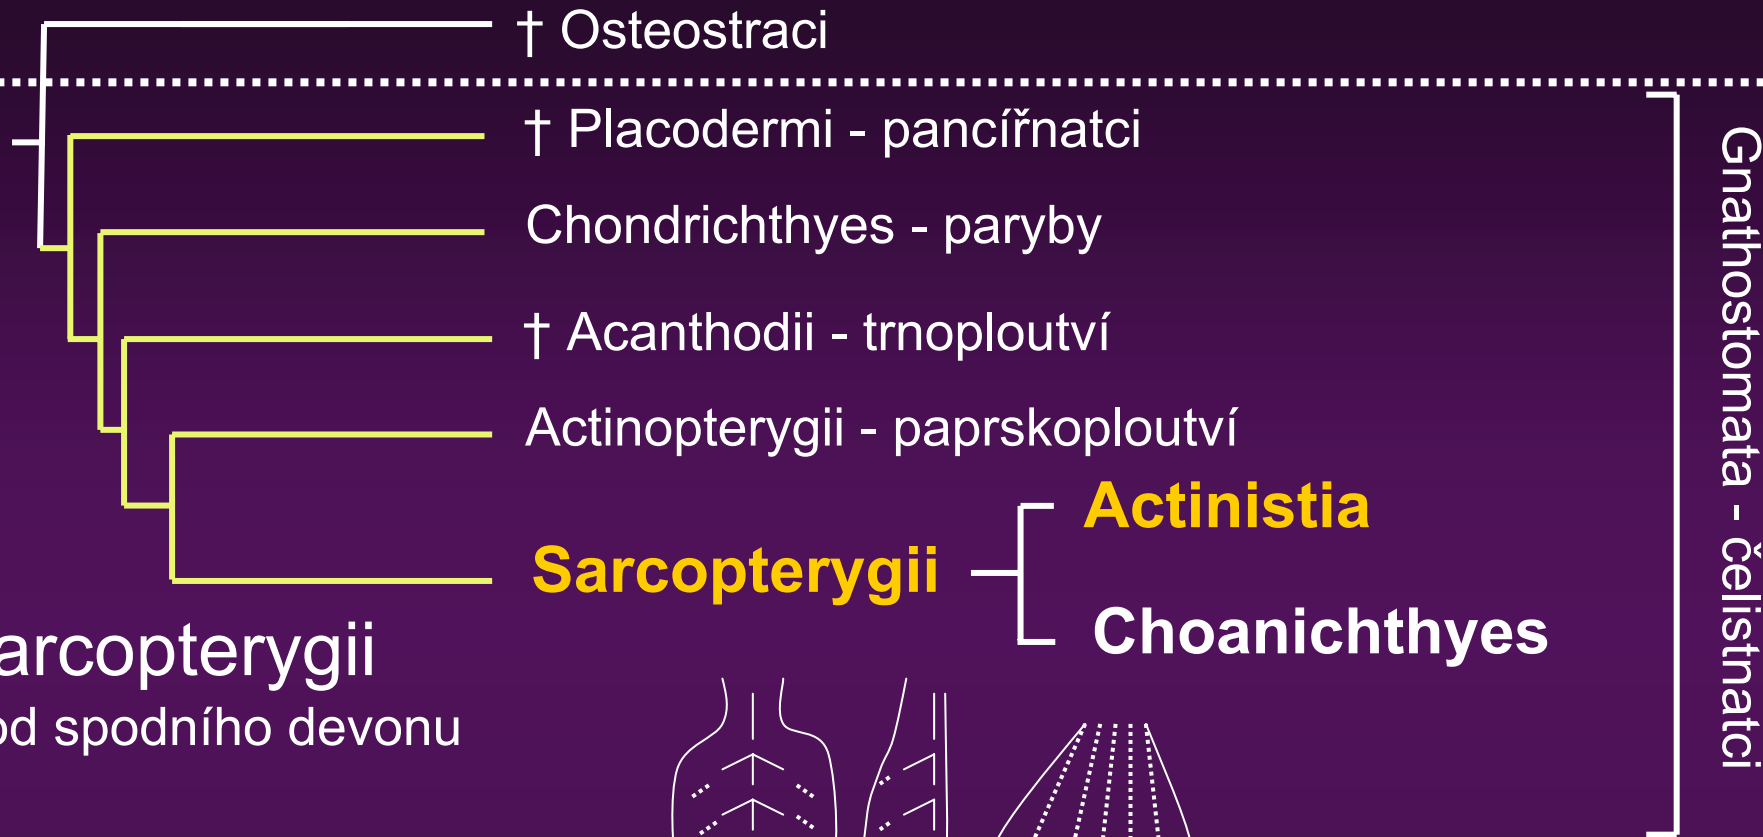 † Osteostraci
† Placodermi - pancířnatci
Chondrichthyes - paryby
† Acanthodii - trnoploutví
Actinopterygii - paprskoploutví
Actinistia
Sarcopterygii
Choanichthyes
arcopterygii
od spodního devonu
Gnathostomata - čelistnatci